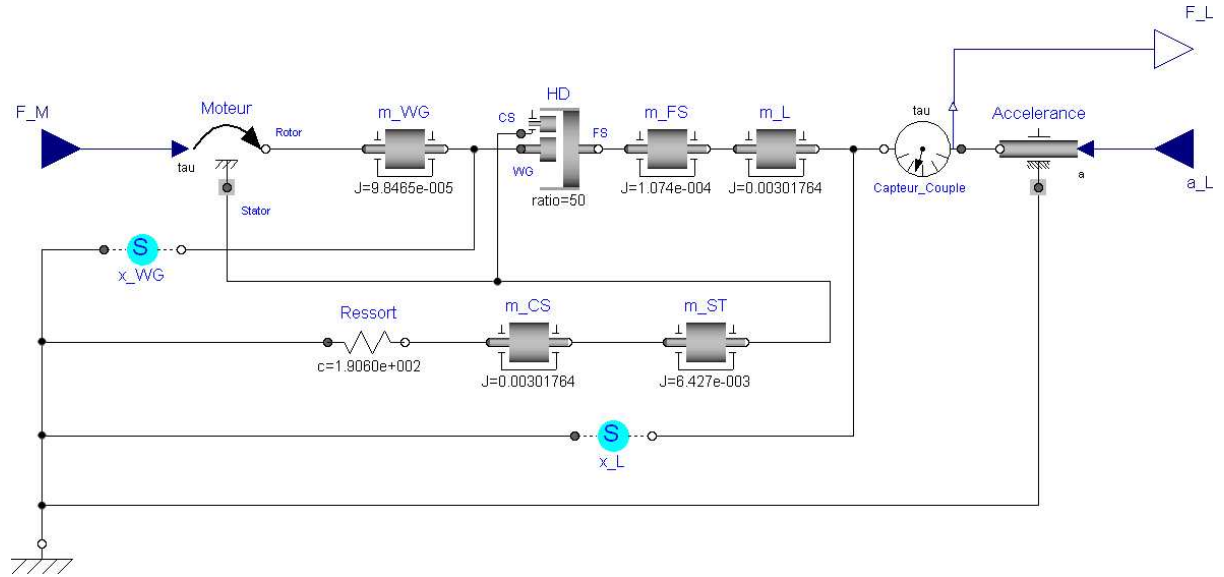 F_L
F_M
Moteur
m_WG
HD
m_FS
m_L
tau
Accelerance
CS
Rotor
FS
tau
WG
a
J=9.8465e-005
J=1.074e-004
J=0.00301764
Capteur_Couple
a_L
ratio=50
Stator
S
x_WG
Ressort
m_CS
m_ST
c=1.9060e+002
J=0.00301764
J=6.427e-003
S
x_L